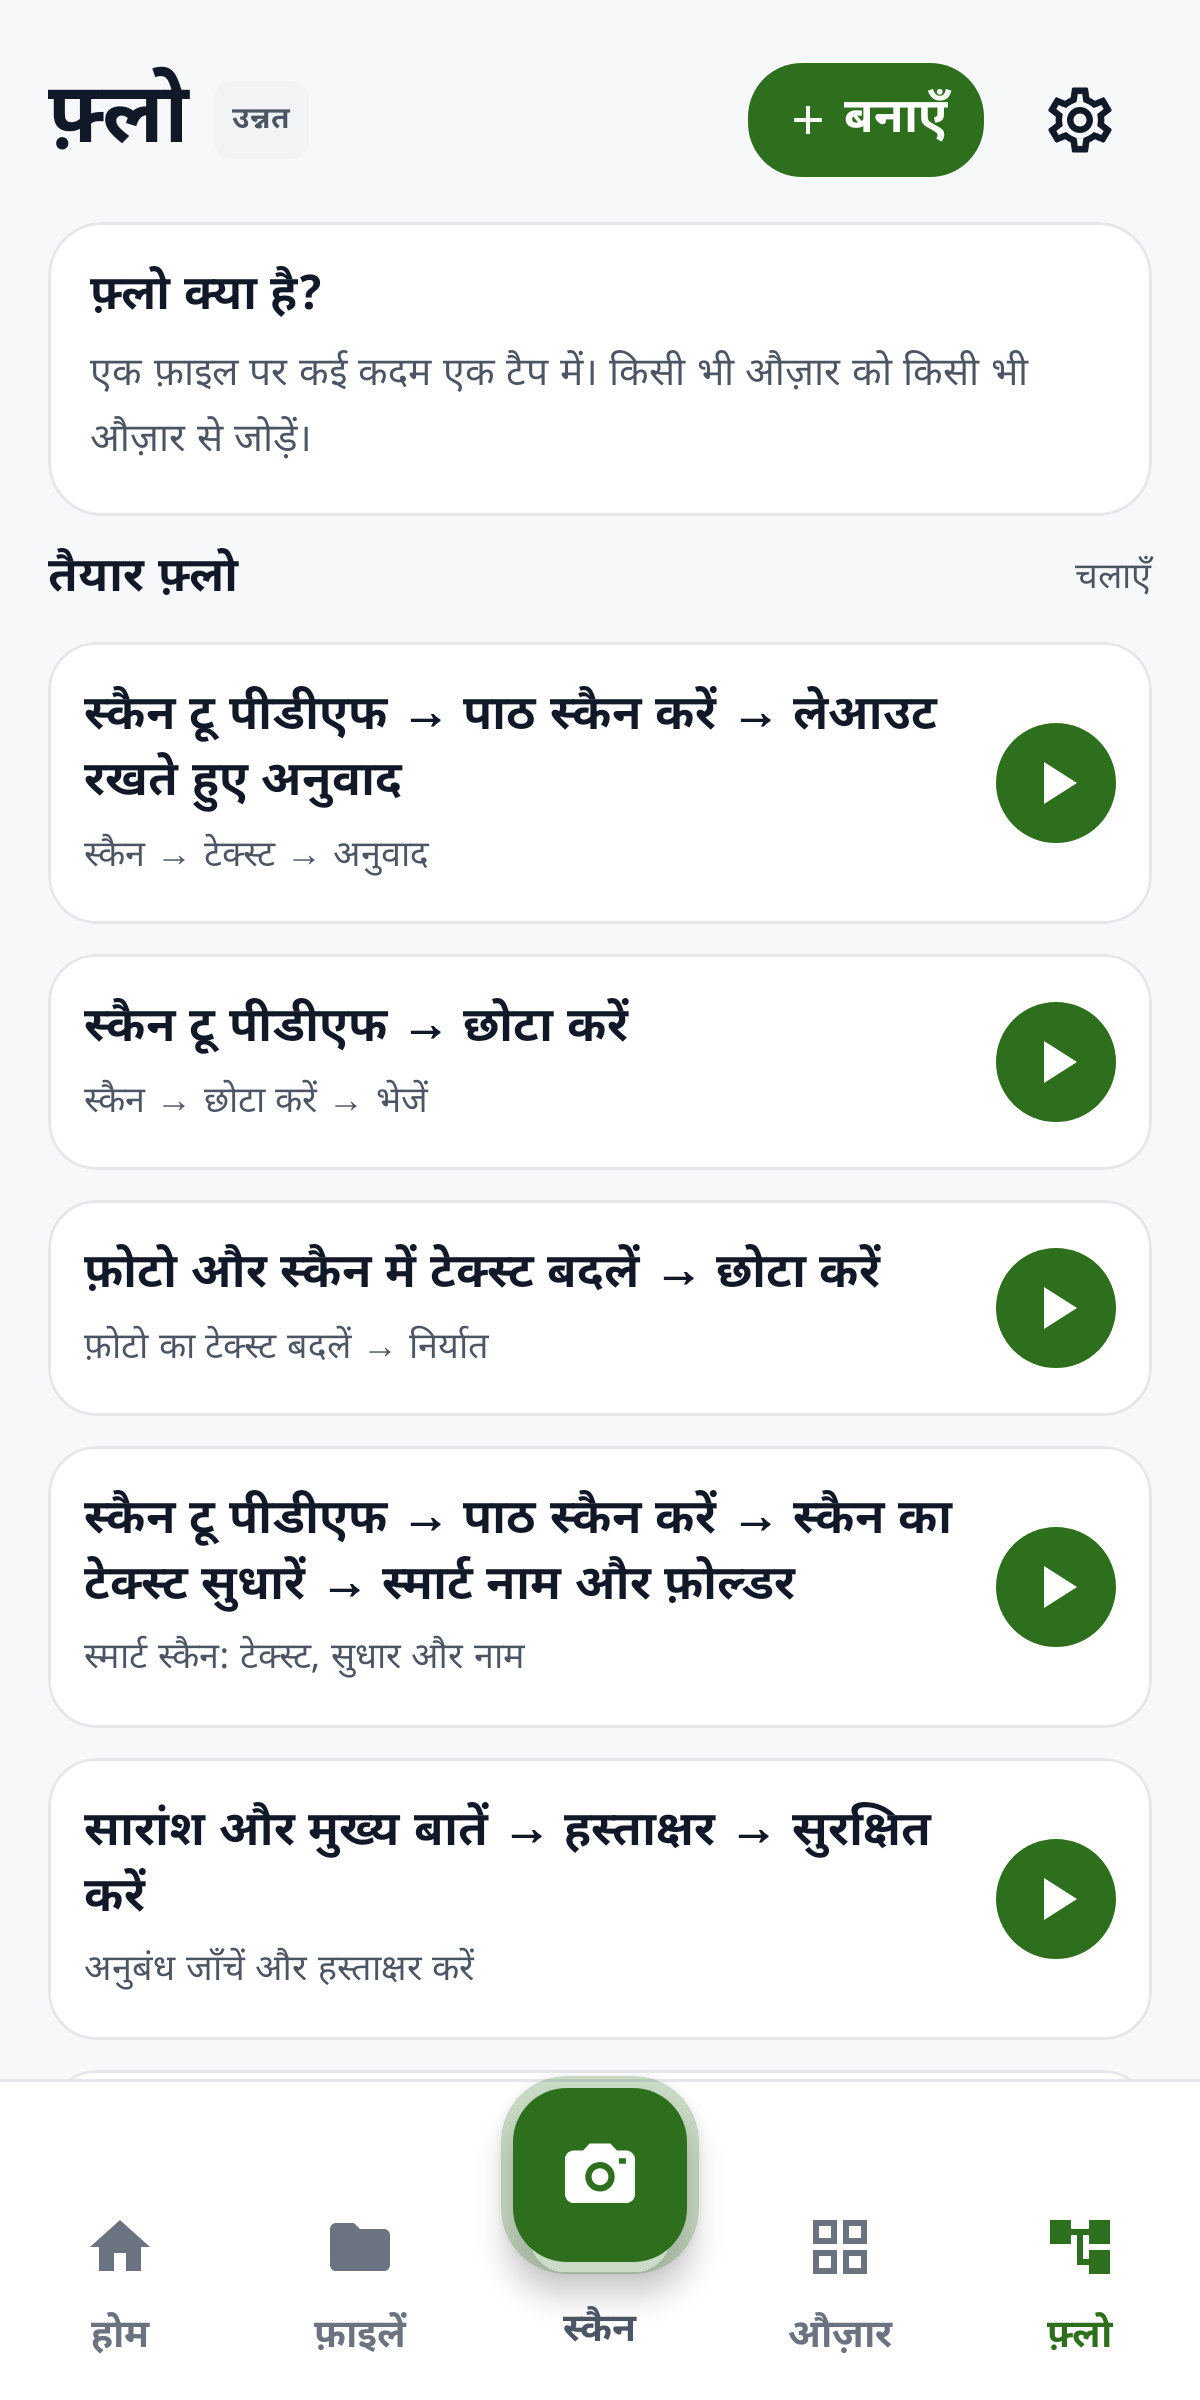 फ़्लो
उन्नत
+ बनाएँ
फ़्लो क्या है?
एक फ़ाइल पर कई कदम एक टैप में। किसी भी औज़ार को किसी भी
औज़ार से जोड़ें।
तैयार फ़्लो
चलाएँ
स्कैन टू पीडीएफ → पाठ स्कैन करें → लेआउट
रखते हुए अनुवाद
स्कैन → टेक्स्ट → अनुवाद
स्कैन टू पीडीएफ → छोटा करें
स्कैन → छोटा करें → भेजें
फ़ोटो और स्कैन में टेक्स्ट बदलें → छोटा करें
फ़ोटो का टेक्स्ट बदलें → निर्यात
स्कैन टू पीडीएफ → पाठ स्कैन करें → स्कैन का
टेक्स्ट सुधारें → स्मार्ट नाम और फ़ोल्डर
स्मार्ट स्कैन: टेक्स्ट, सुधार और नाम
सारांश और मुख्य बातें → हस्ताक्षर → सुरक्षित
करें
अनुबंध जाँचें और हस्ताक्षर करें
होम
फ़ाइलें
स्कैन
औज़ार
फ़्लो